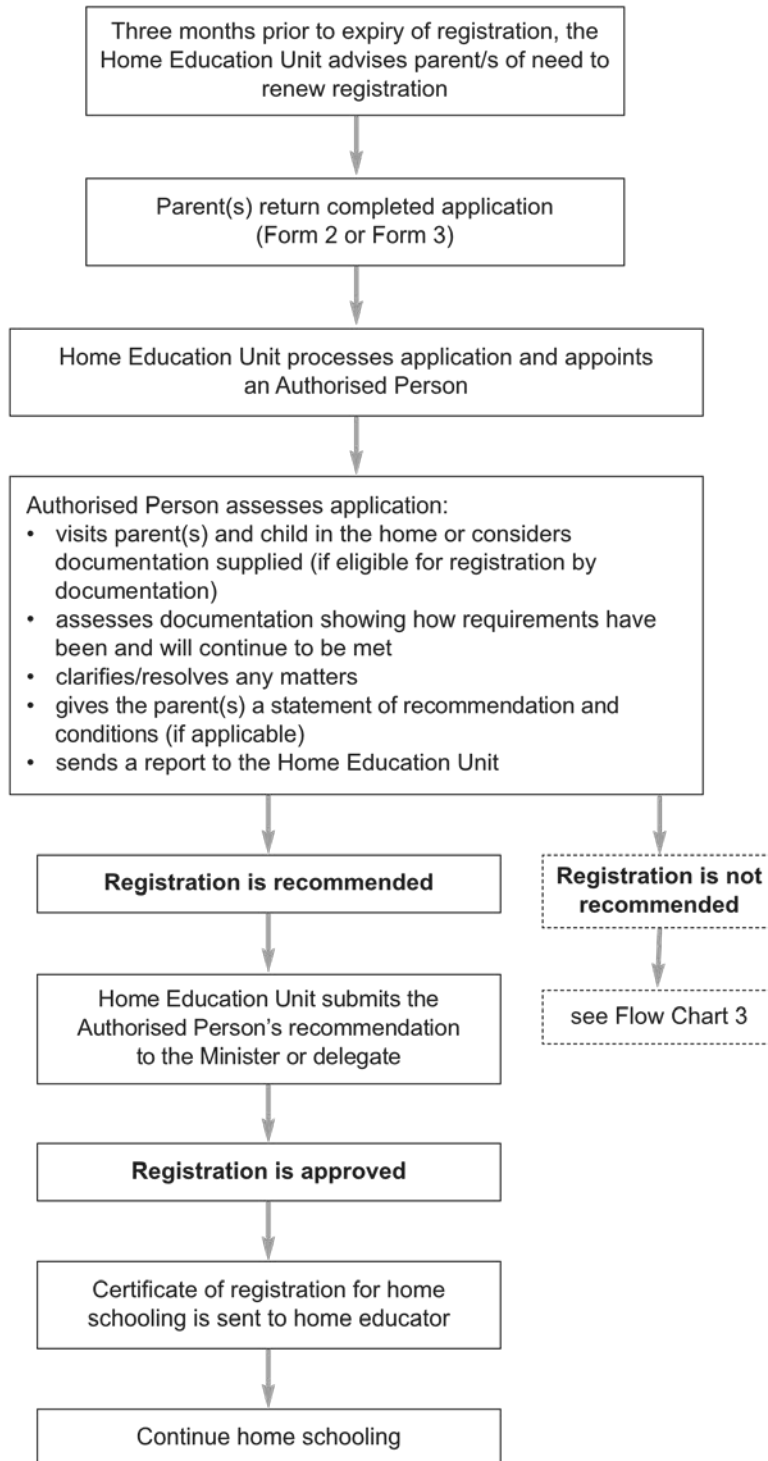 Three months prior to expiry of registration, the
Home Education Unit advises parent/s of need to
renew registration
Parent(s) return completed application
(Form 2 or Form 3)
Home Education Unit processes application and appoints
an Authorised Person
Authorised Person assesses application:
• visits parent(s) and child in the home or considers
documentation supplied (if eligible for registration by
documentation)
• assesses documentation showing how requirements have
been and will continue to be met
• clarifies/resolves any matters
• gives the parent(s) a statement of recommendation and
conditions (if applicable)
• sends a report to the Home Education Unit
Registration is recommended
Registration is not
recommended
Home Education Unit submits the
Authorised Person’s recommendation
to the Minister or delegate
see Flow Chart 3
Registration is approved
Certificate of registration for home
schooling is sent to home educator
Continue home schooling